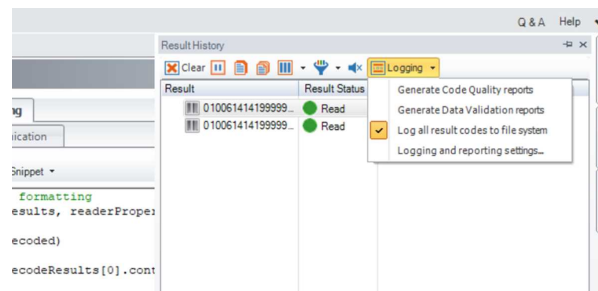 Q & A Help
Result History
Clear Logging
Result Result Status
010061414199999... Read
010061414199999... Read
Generate Code Quality reports
Generate Data Validation reports
Log all result codes to file system
Logging and reporting settings...
ng
ication
Snippet
formatting
esults, readerProper
ecoded)
ecodeResults[0].cont